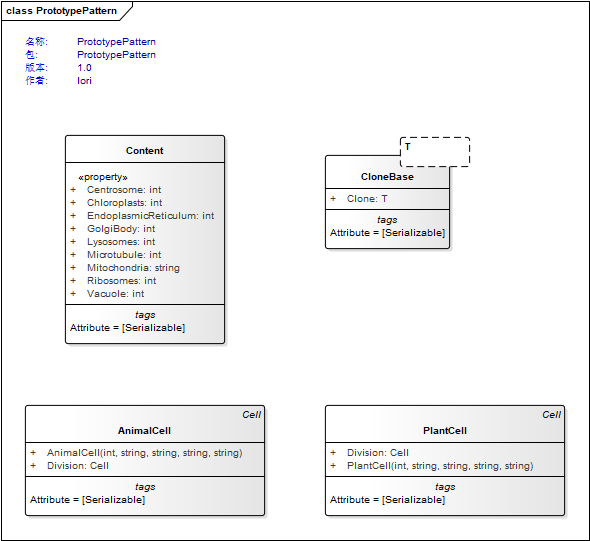 class PrototypePattern
名称: PrototypePattern
包: PrototypePattern
版本: 1.0
作者: Iori
Content
«property»
+ Centrosome: int
+ Chloroplasts: int
+ EndoplasmicReticulum: int
+ GolgiBody: int
+ Lysosomes: int
+ Microtubule: int
+ Mitochondria: string
+ Ribosomes: int
+ Vacuole: int
tags
Attribute = [Serializable]
T
CloneBase
+ Clone: T
tags
Attribute = [Serializable]
Cell
AnimalCell
+ AnimalCell(int, string, string, string, string)
+ Division: Cell
tags
Attribute = [Serializable]
Cell
PlantCell
+ Division: Cell
+ PlantCell(int, string, string, string, string)
tags
Attribute = [Serializable]